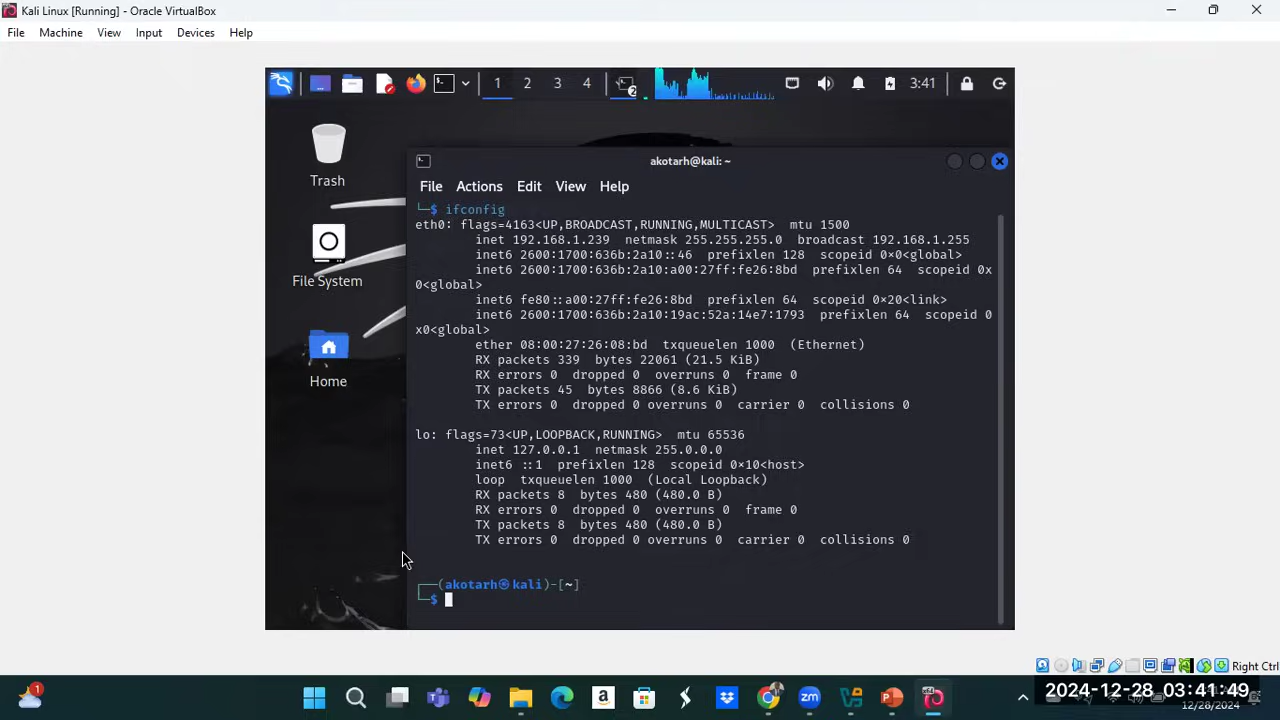 Kali Linux [Running] - Oracle VirtualBox
File Machine View Input Devices Help
1 2 3 4 2 3:41
Trash
File System
Home
akotarh@kali: ~
File Actions Edit View Help
└─$ ifconfig
eth0: flags=4163<UP,BROADCAST,RUNNING,MULTICAST>  mtu 1500
inet 192.168.1.239  netmask 255.255.255.0  broadcast 192.168.1.255
inet6 2600:1700:636b:2a10::46  prefixlen 128  scopeid 0×0<global>
inet6 2600:1700:636b:2a10:a00:27ff:fe26:8bd  prefixlen 64  scopeid 0x
0<global>
inet6 fe80::a00:27ff:fe26:8bd  prefixlen 64  scopeid 0×20<link>
inet6 2600:1700:636b:2a10:19ac:52a:14e7:1793  prefixlen 64  scopeid 0
x0<global>
ether 08:00:27:26:08:bd  txqueuelen 1000  (Ethernet)
RX packets 339  bytes 22061 (21.5 KiB)
RX errors 0  dropped 0  overruns 0  frame 0
TX packets 45  bytes 8866 (8.6 KiB)
TX errors 0  dropped 0 overruns 0  carrier 0  collisions 0
lo: flags=73<UP,LOOPBACK,RUNNING>  mtu 65536
inet 127.0.0.1  netmask 255.0.0.0
inet6 ::1  prefixlen 128  scopeid 0×10<host>
loop  txqueuelen 1000  (Local Loopback)
RX packets 8  bytes 480 (480.0 B)
RX errors 0  dropped 0  overruns 0  frame 0
TX packets 8  bytes 480 (480.0 B)
TX errors 0  dropped 0 overruns 0  carrier 0  collisions 0
┌──(akotarh㉿kali)-[~]
└─$
Right Ctrl
1
2024-12-28 03:41:49
12/28/2024